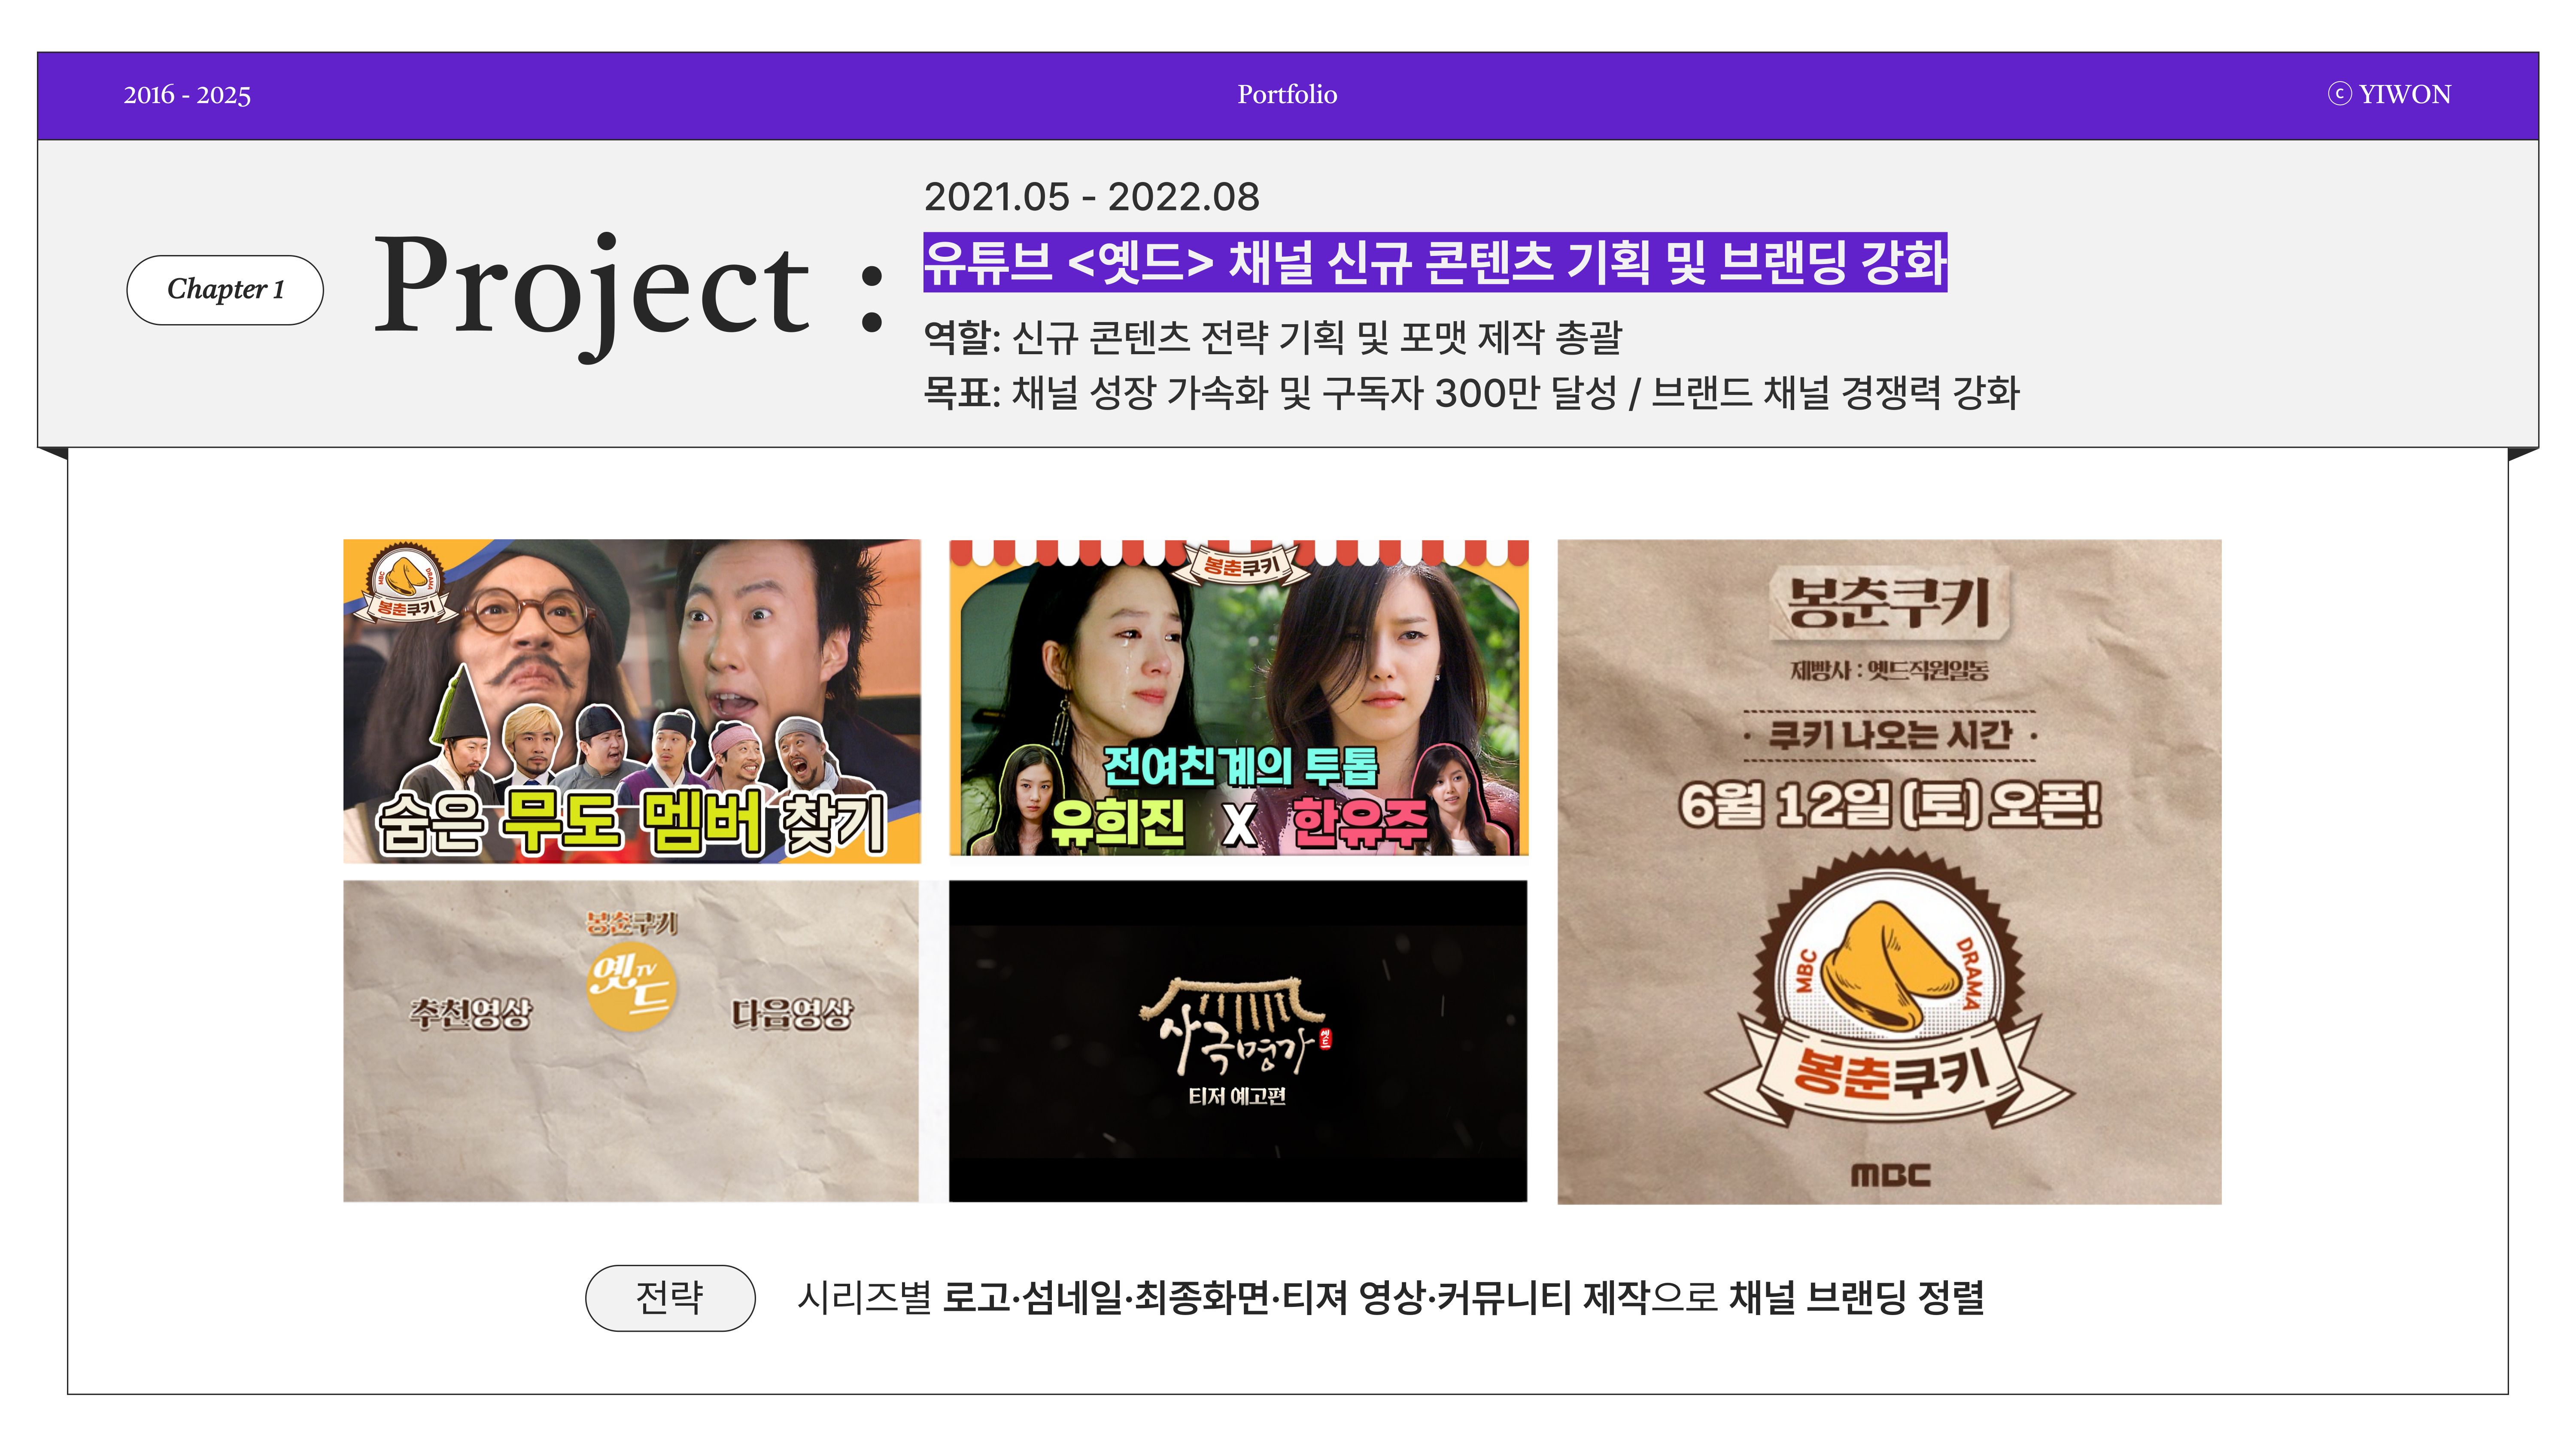 2016 - 2025
Portfolio
ⓒ YIWON
Chapter 1
Project :
2021.05 - 2022.08
유튜브 <옛드> 채널 신규 콘텐츠 기획 및 브랜딩 강화
역할: 신규 콘텐츠 전략 기획 및 포맷 제작 총괄
목표: 채널 성장 가속화 및 구독자 300만 달성 / 브랜드 채널 경쟁력 강화
MBC
DRAMA
봉춘쿠키
숨은 무도 멤버 찾기
봉춘쿠키
전여친계의 투톱
유희진 X 한유주
봉춘쿠키
제빵사 : 옛드직원일동
· 쿠키 나오는 시간 ·
6월 12일 (토) 오픈!
MBC
DRAMA
봉춘쿠키
MBC
봉춘쿠키
옛드 TV
추천영상
다음영상
사극명가
옛드
티저 예고편
전략
시리즈별 로고·섬네일·최종화면·티져 영상·커뮤니티 제작으로 채널 브랜딩 정렬